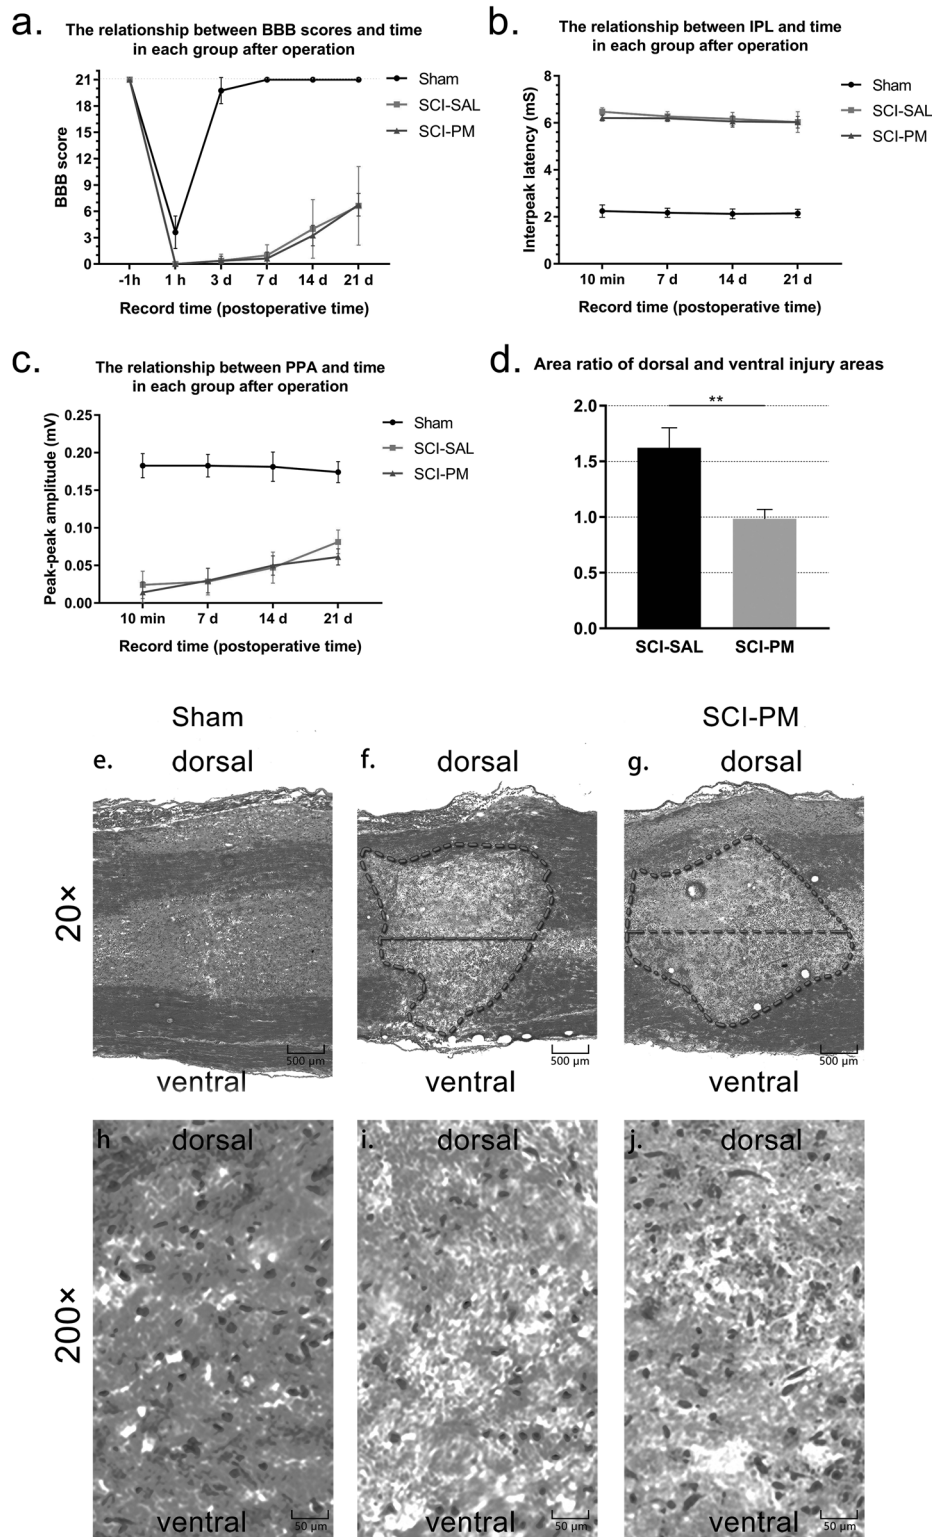 a.
The relationship between BBB scores and time
in each group after operation
21
18
15
12
9
6
3
0
BBB score
-1h
1 h
3 d
7 d
14 d
21 d
Record time (postoperative time)
Sham
SCI-SAL
SCI-PM
b.
The relationship between IPL and time
in each group after operation
8
6
4
2
0
Interpeak latency (mS)
10 min
7 d
14 d
21 d
Record time (postoperative time)
Sham
SCI-SAL
SCI-PM
c.
The relationship between PPA and time
in each group after operation
0.25
0.20
0.15
0.10
0.05
0.00
Peak-peak amplitude (mV)
10 min
7 d
14 d
21 d
Record time (postoperative time)
Sham
SCI-SAL
SCI-PM
d.
Area ratio of dorsal and ventral injury areas
**
2.0
1.5
1.0
0.5
0.0
SCI-SAL
SCI-PM
Sham
SCI-PM
20×
e.
dorsal
500 µm
ventral
f.
dorsal
500 µm
ventral
g.
dorsal
500 µm
ventral
200×
h
dorsal
ventral
50 µm
i.
dorsal
ventral
50 µm
j.
dorsal
ventral
50 µm